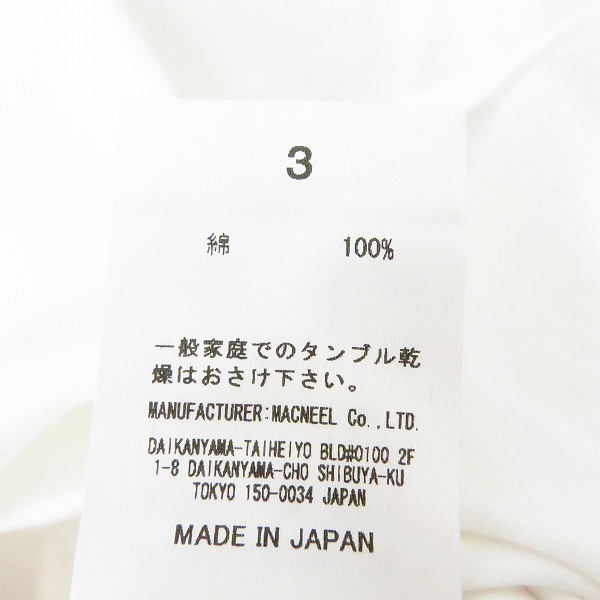 3
綿 100%
一般家庭でのタンブル乾
燥はおさけ下さい。
MANUFACTURER:MACNEEL Co.,LTD.
DAIKANYAMA-TAIHEIYO BLD#0100 2F
1-8 DAIKANYAMA-CHO SHIBUYA-KU
TOKYO 150-0034 JAPAN
MADE IN JAPAN